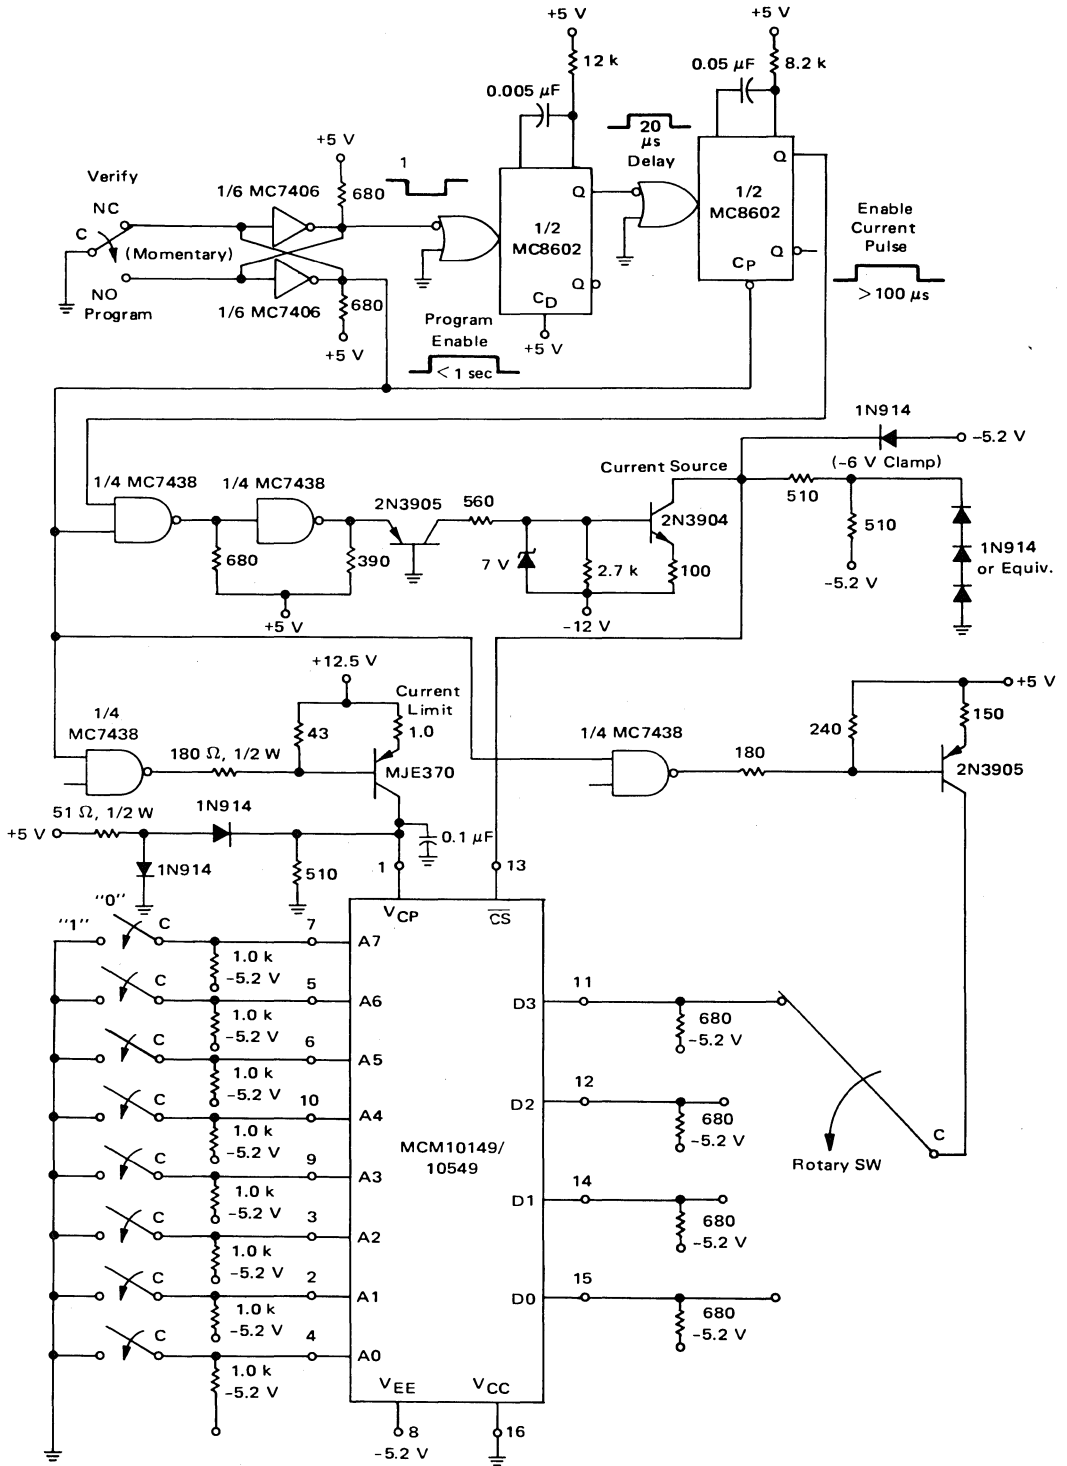 +5 V
+5 V
12 k
0.05 µF
8.2 k
0.005 µF
20
µs
Delay
+5 V
Verify
1
1/6 MC7406
680
Q
Q
NC
C
(Momentary)
1/2
MC8602
1/2
MC8602
Enable
Current
Pulse
Q
CP
> 100 µs
NO
Program
1/6 MC7406
680
Q
CD
+5 V
Program
Enable
+5 V
< 1 sec
1N914
-5.2 V
(-6 V Clamp)
Current Source
1/4 MC7438
1/4 MC7438
2N3905
560
510
2N3904
510
680
390
7 V
2.7 k
100
1N914
or Equiv.
-5.2 V
+5 V
-12 V
+12.5 V
Current
Limit
+5 V
1/4
MC7438
43
1.0
1/4 MC7438
240
150
180 Ω, 1/2 W
MJE370
180
2N3905
51 Ω, 1/2 W
1N914
+5 V
0.1 µF
1N914
510
1
13
"0"
VCP
CS
"1"
C
7
A7
1.0 k
-5.2 V
C
5
A6
1.0 k
-5.2 V
11
D3
680
-5.2 V
C
6
A5
1.0 k
-5.2 V
12
D2
680
-5.2 V
C
10
A4
1.0 k
-5.2 V
MCM10149/
10549
C
Rotary SW
C
9
A3
1.0 k
-5.2 V
14
D1
680
-5.2 V
C
3
A2
1.0 k
-5.2 V
C
2
A1
1.0 k
-5.2 V
15
D0
680
-5.2 V
C
4
A0
1.0 k
-5.2 V
VEE
VCC
8
16
-5.2 V